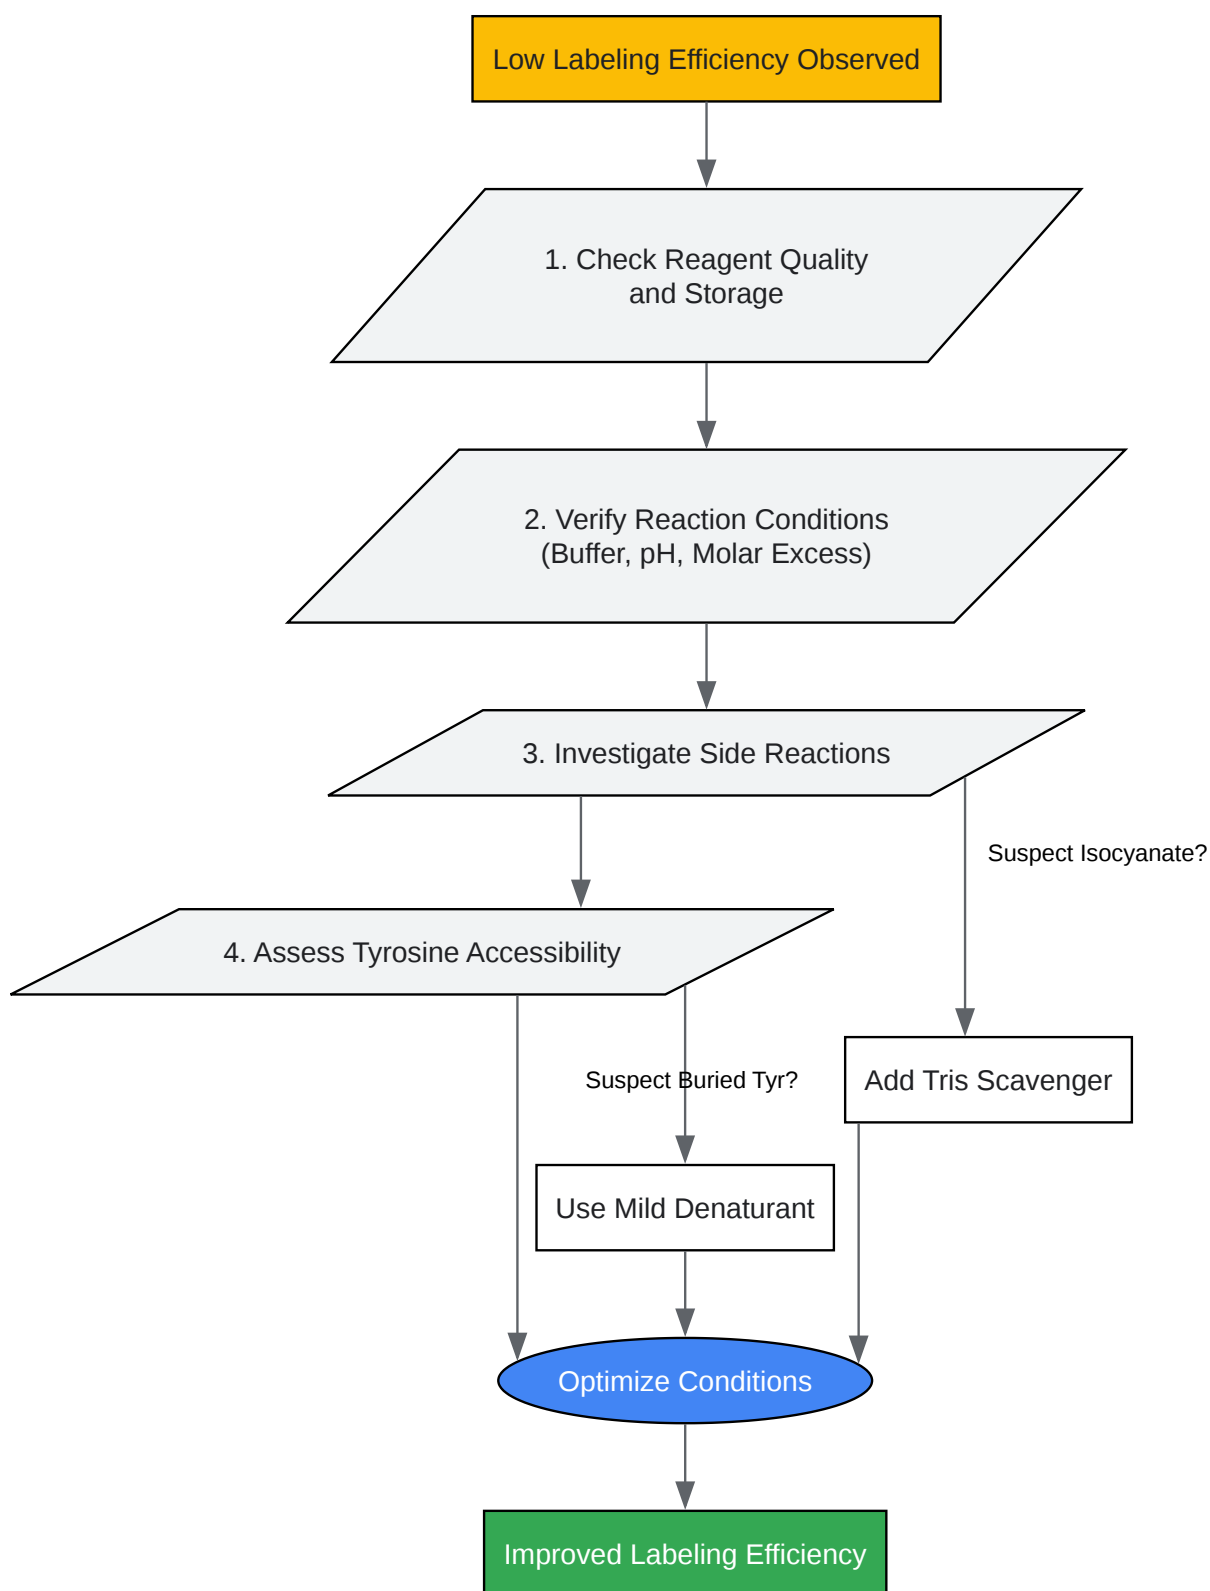 Low Labeling Efficiency Observed
1. Check Reagent Quality
and Storage
2. Verify Reaction Conditions
(Buffer, pH, Molar Excess)
3. Investigate Side Reactions
Suspect Isocyanate?
4. Assess Tyrosine Accessibility
Suspect Buried Tyr?
Add Tris Scavenger
Use Mild Denaturant
Optimize Conditions
Improved Labeling Efficiency